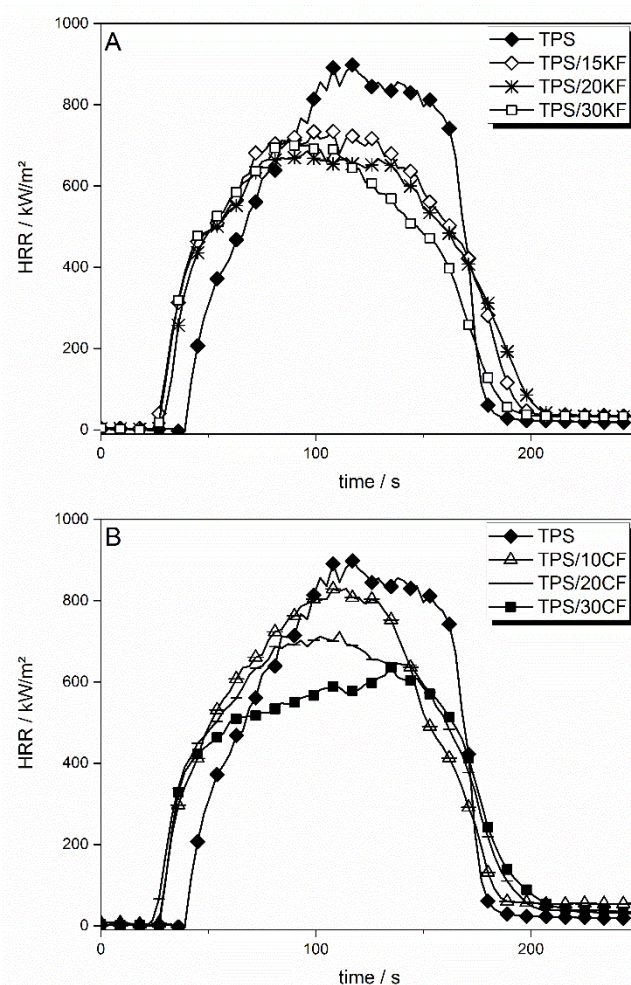 A
TPS
TPS/15KF
TPS/20KF
TPS/30KF
1000
800
600
400
200
0
HRR / kW/m²
0 100 200
time / s
B
TPS
TPS/10CF
TPS/20CF
TPS/30CF
1000
800
600
400
200
0
HRR / kW/m²
0 100 200
time / s